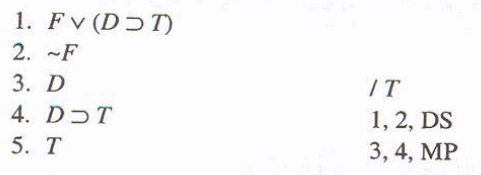 1. F ∨ (D ⊃ T)
2. ~F
3. D / T
4. D ⊃ T 1, 2, DS
5. T 3, 4, MP